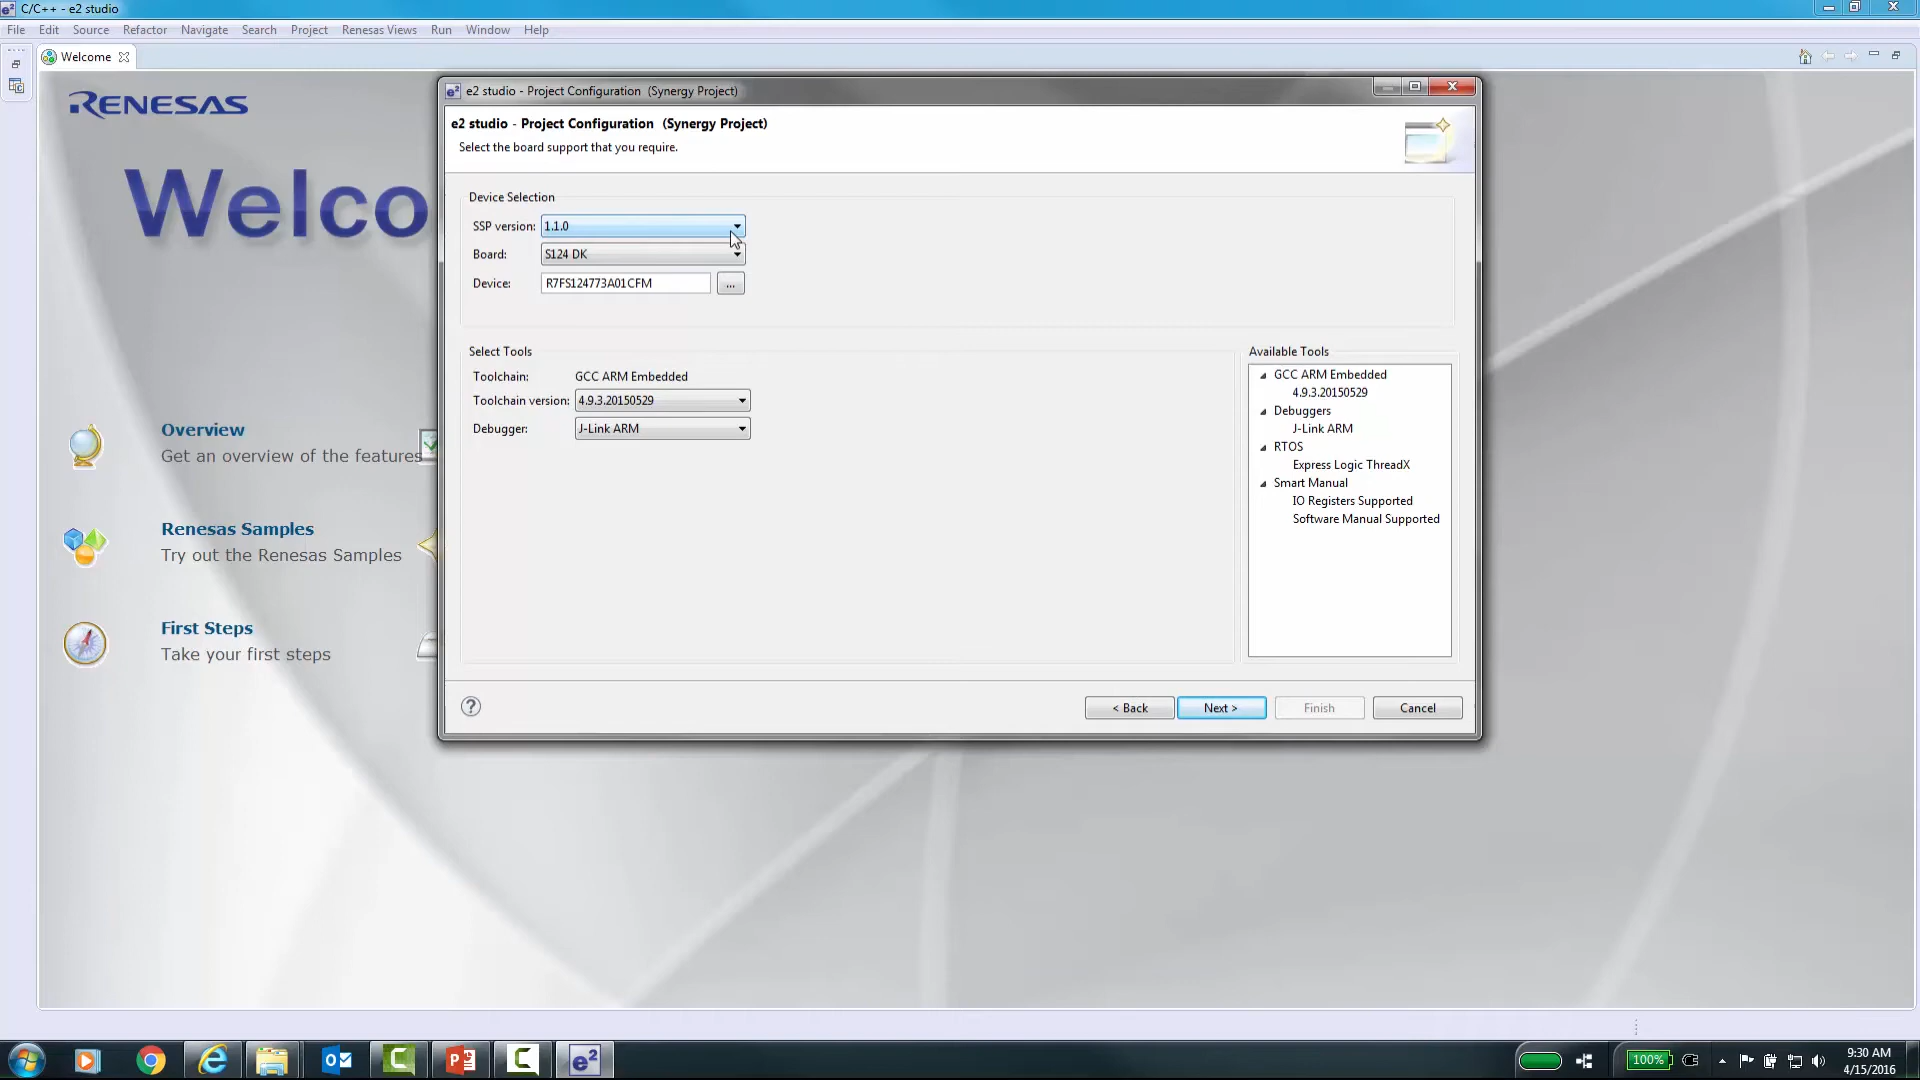 C/C++ - e2 studio
File Edit Source Refactor Navigate Search Project Renesas Views Run Window Help
Welcome
RENESAS
Welco
e2 studio - Project Configuration (Synergy Project)
e2 studio - Project Configuration (Synergy Project)
Select the board support that you require.
Device Selection
SSP version: 1.1.0
Board: S124 DK
Device: R7FS124773A01CFM ...
Select Tools
Toolchain: GCC ARM Embedded
Toolchain version: 4.9.3.20150529
Debugger: J-Link ARM
Available Tools
GCC ARM Embedded
4.9.3.20150529
Debuggers
J-Link ARM
RTOS
Express Logic ThreadX
Smart Manual
IO Registers Supported
Software Manual Supported
Overview
Get an overview of the features
Renesas Samples
Try out the Renesas Samples
First Steps
Take your first steps
? < Back Next > Finish Cancel
100%
9:30 AM
4/15/2016